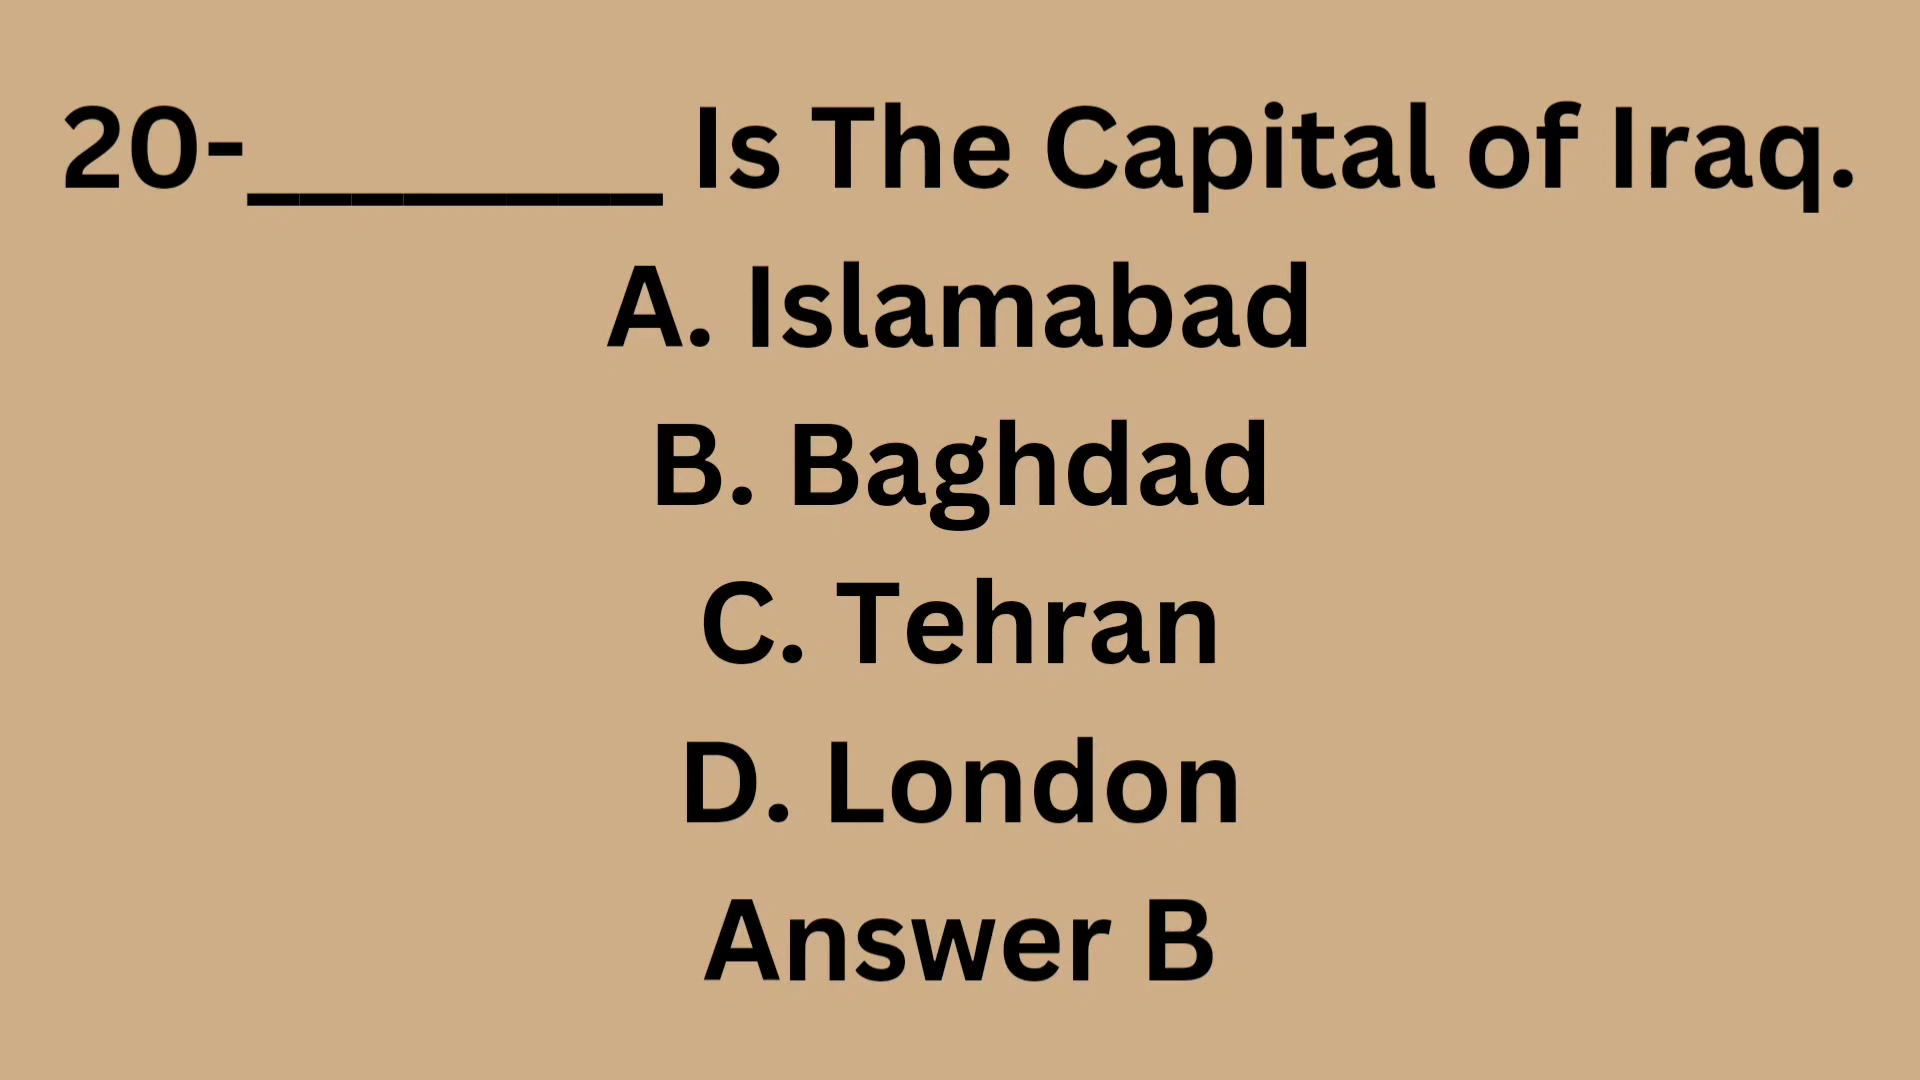 20-________ Is The Capital of Iraq.
A. Islamabad
B. Baghdad
C. Tehran
D. London
Answer B